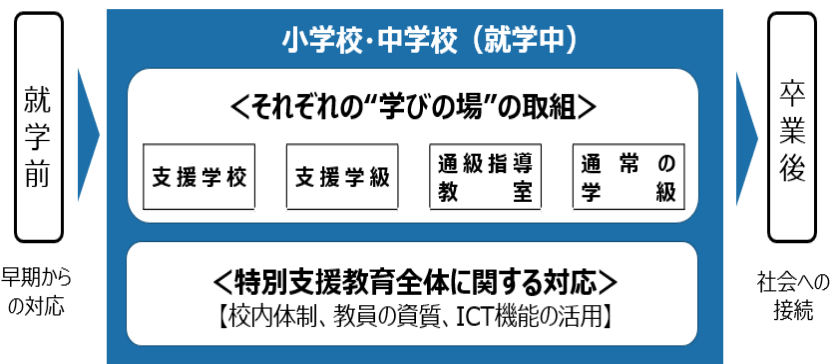 就学前
早期から
の対応
小学校・中学校（就学中）
＜それぞれの“学びの場”の取組＞
支援学校
支援学級
通級指導
教室
通常の
学級
＜特別支援教育全体に関する対応＞
【校内体制、教員の資質、ICT機能の活用】
卒業後
社会への
接続